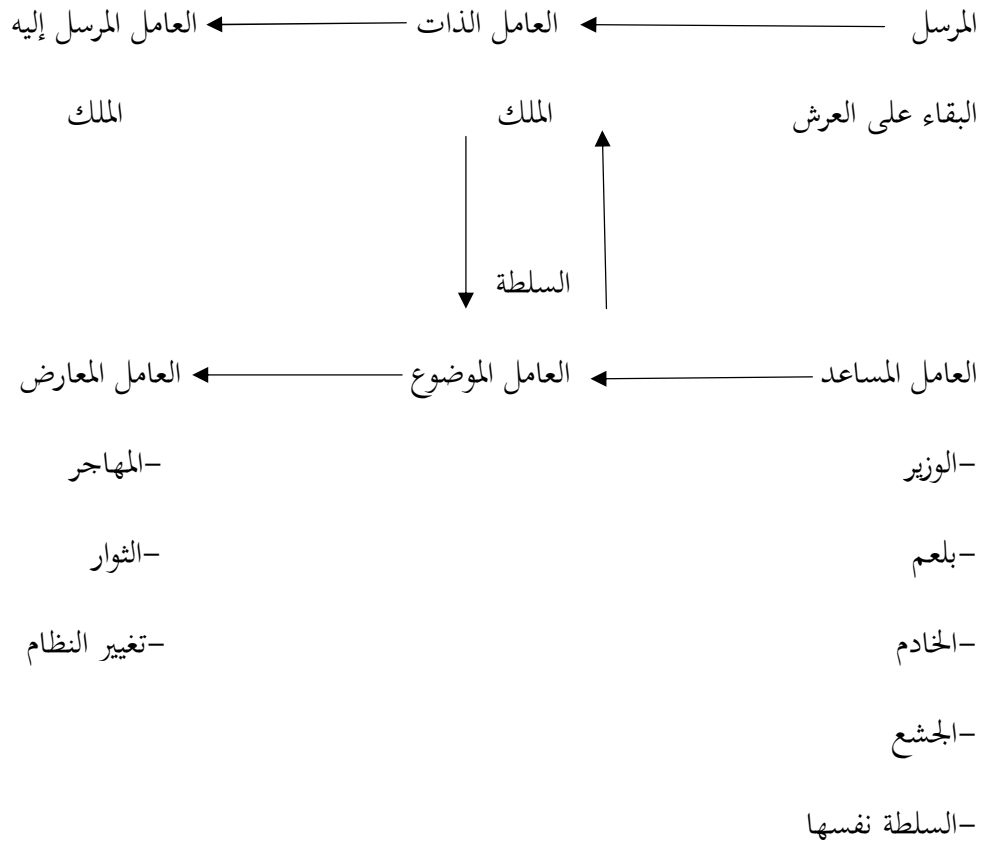 المرسل العامل الذات العامل المرسل إليه
البقاء على العرش الملك الملك
السلطة
العامل المساعد العامل الموضوع العامل المعارض
-الوزير -المهاجر
-بلعم -الثوار
-الخادم -تغيير النظام
-الجشع
-السلطة نفسها